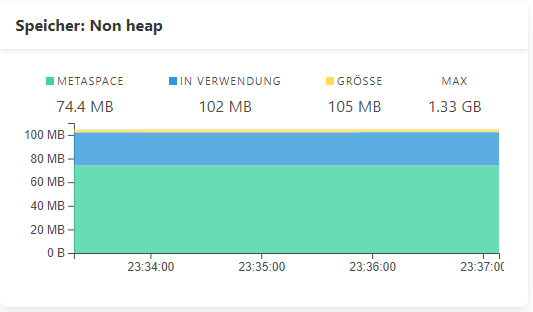 Speicher: Non heap
METASPACE IN VERWENDUNG GRÖSSE MAX
74.4 MB 102 MB 105 MB 1.33 GB
100 MB
80 MB
60 MB
40 MB
20 MB
0 B
23:34:00 23:35:00 23:36:00 23:37:00